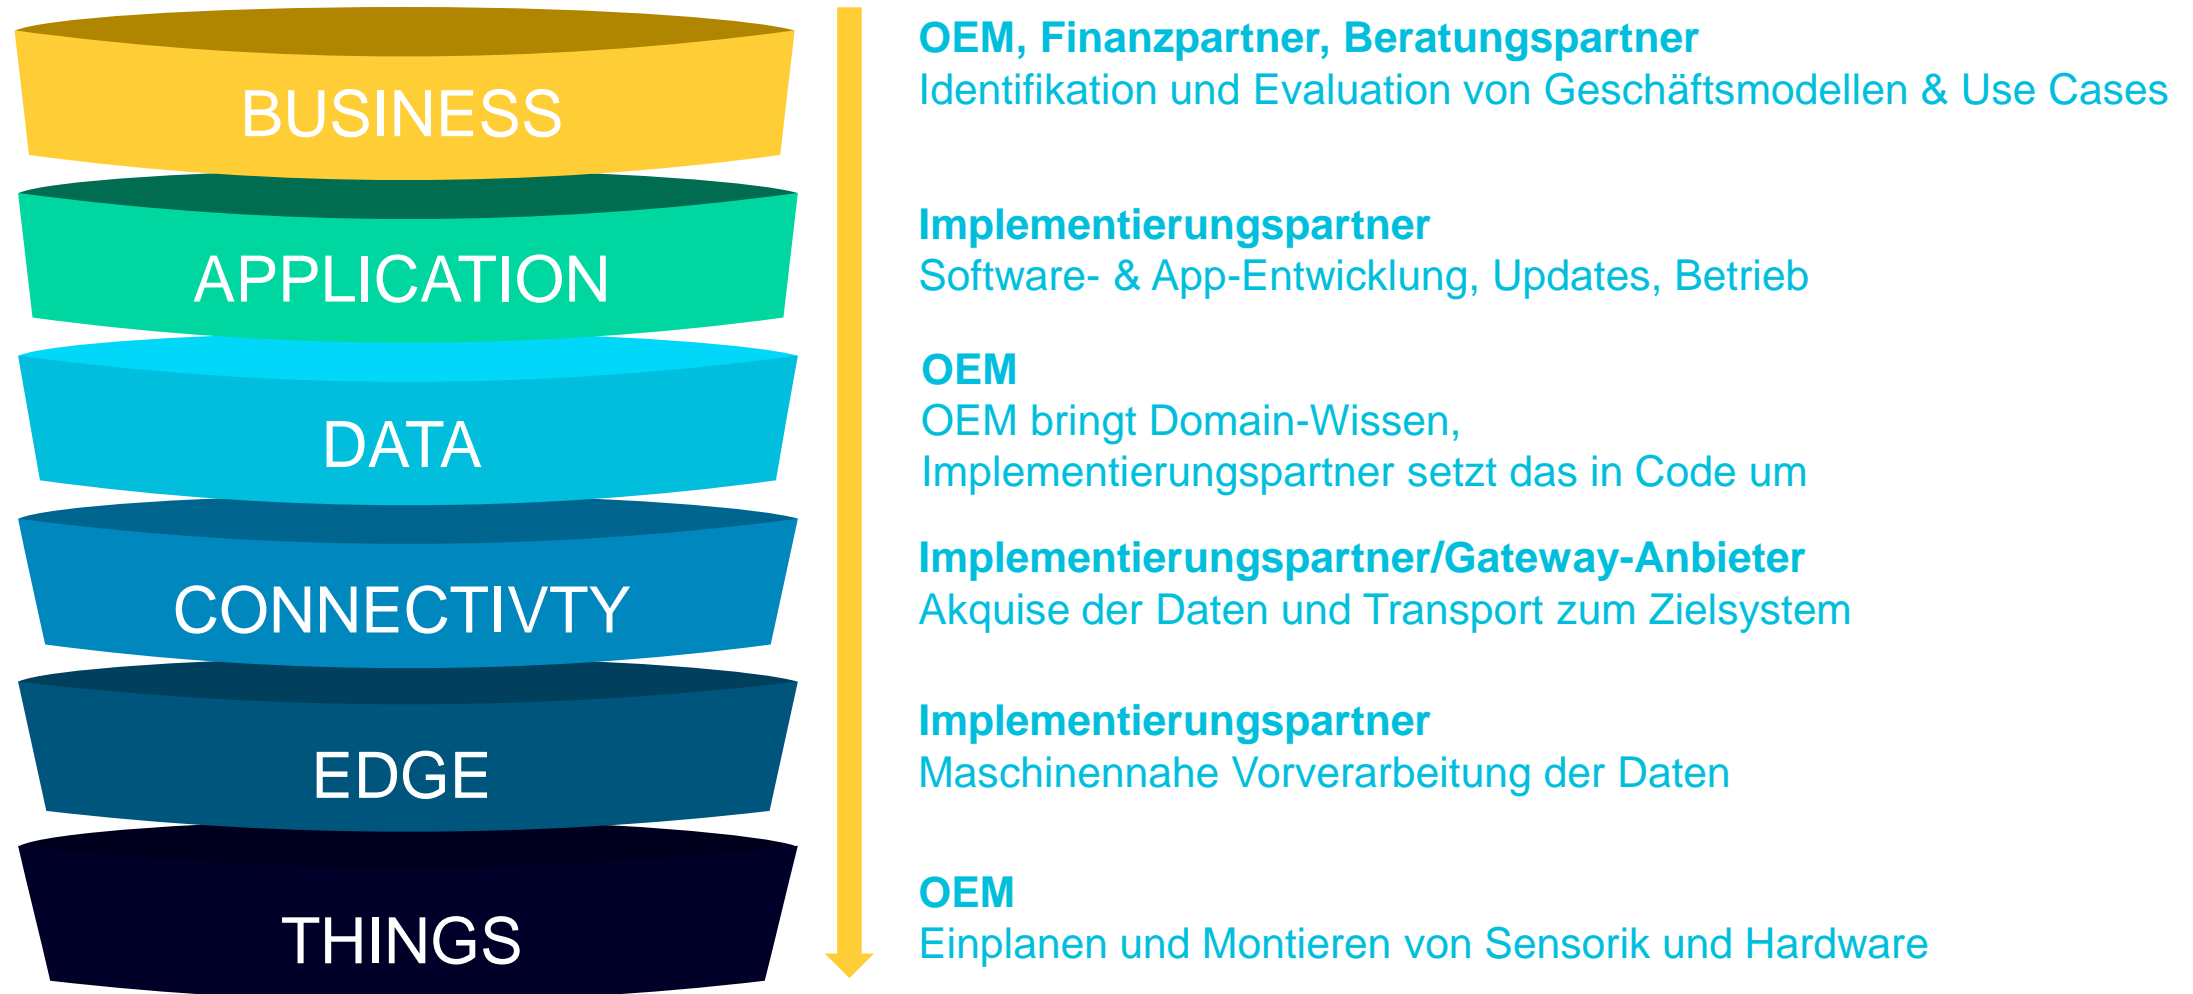 BUSINESS
OEM, Finanzpartner, Beratungspartner
Identifikation und Evaluation von Geschäftsmodellen & Use Cases
APPLICATION
Implementierungspartner
Software- & App-Entwicklung, Updates, Betrieb
DATA
OEM
OEM bringt Domain-Wissen,
Implementierungspartner setzt das in Code um
CONNECTIVTY
Implementierungspartner/Gateway-Anbieter
Akquise der Daten und Transport zum Zielsystem
EDGE
Implementierungspartner
Maschinennahe Vorverarbeitung der Daten
THINGS
OEM
Einplanen und Montieren von Sensorik und Hardware